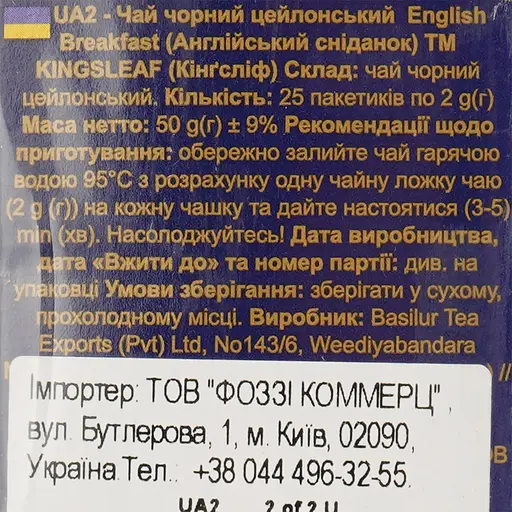 UA2 - Чай чорний цейлонський English
Breakfast (Англійський сніданок) ТМ
KINGSLEAF (Кінґсліф) Склад: чай чорний
цейлонський. Кількість: 25 пакетиків по 2 g(г)
Маса нетто: 50 g(г) ± 9% Рекомендації щодо
приготування: обережно залийте чай гарячою
водою 95°С з розрахунку одну чайну ложку чаю
(2 g (г)) на кожну чашку та дайте настоятися (3-5)
min (хв). Насолоджуйтесь! Дата виробництва,
дата «Вжити до» та номер партії: див. на
упаковці Умови зберігання: зберігати у сухому,
прохолодному місці. Виробник: Basilur Tea
Exports (Pvt) Ltd, No143/6, Weediyabandara
//
Імпортер: ТОВ "ФОЗЗІ КОММЕРЦ",
вул. Бутлерова, 1, м. Київ, 02090,
Україна.Тел.: +38 044 496-32-55.
UA2 2 of 2 U